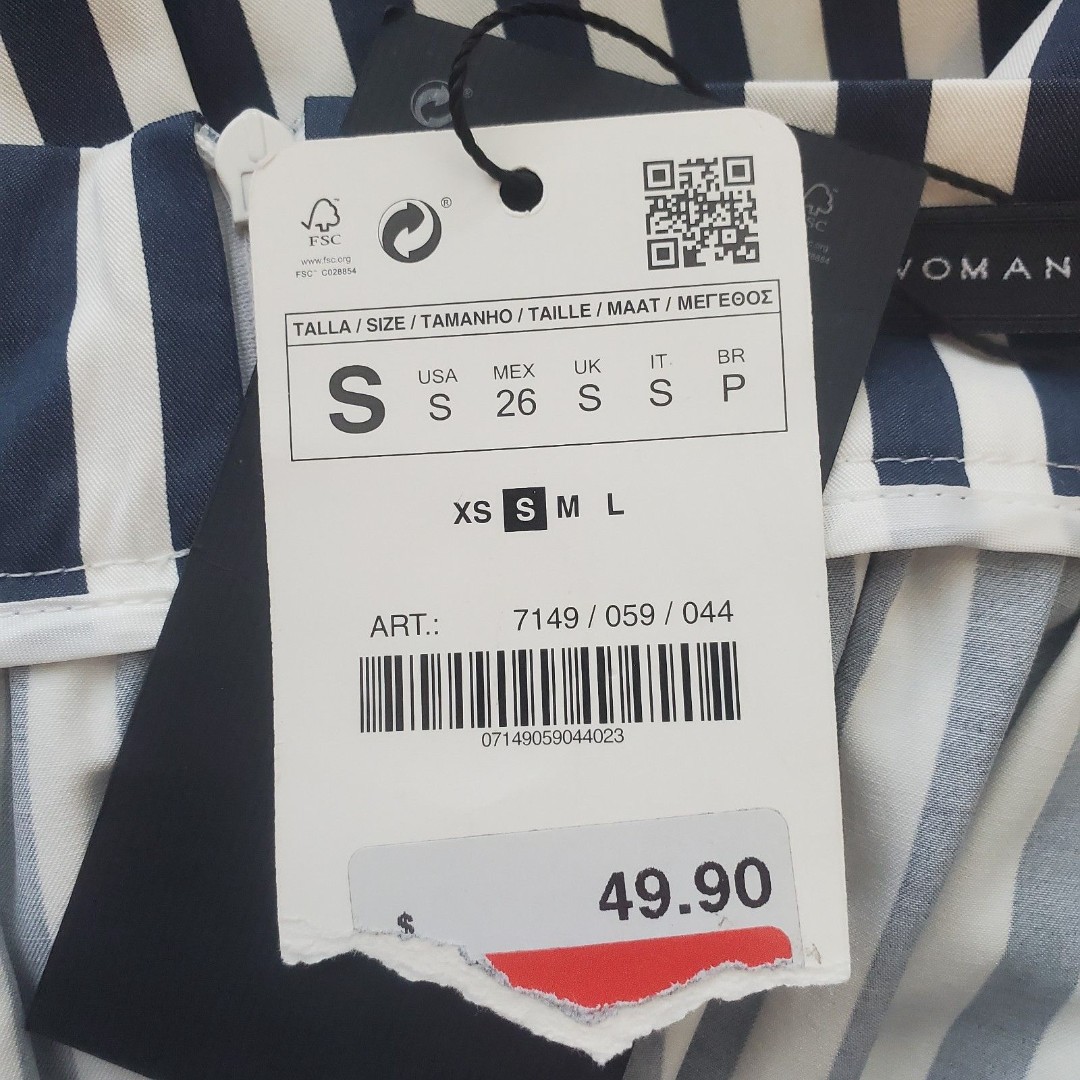 FSC
www.fsc.org
FSC™ C028854
®
TALLA / SIZE / TAMANHO / TAILLE / MAAT / ΜΕΓΕΘΟΣ
S
USA
S
MEX
26
UK
S
IT
S
BR
P
XS S M L
ART.: 7149 / 059 / 044
07149059044023
49.90
$
WOMAN